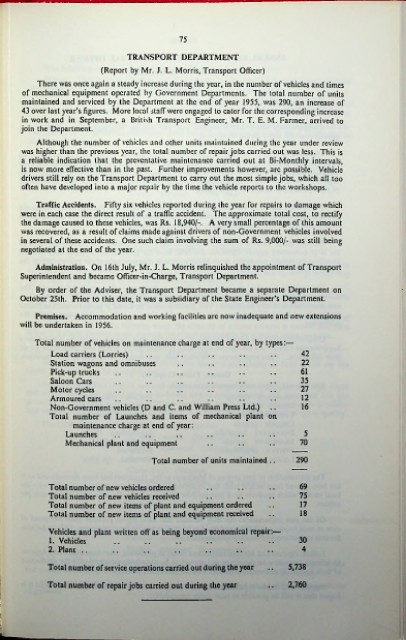 75
TRANSPORT DEPARTMENT
(Report by Mr. J. L. Morris, Transport Officer)
There was once again a steady increase during the year, in the number of vehicles and times
of mechanical equipment operated by Government Departments. The total number of units
maintained and serviced by the Department at the end of year 1955, was 290, an increase of
43 over last year's figures. More local staff were engaged to cater for the corresponding increase
in work and in September, a British Transport Engineer, Mr. T. E. M. Farmer, arrived to
join the Department.
Although the number of vehicles and other units maintained during the year under review
was higher than the previous year, the total number of repair jobs carried out was less. This is
a reliable indication that the preventative maintenance carried out at Bi-Monthly intervals,
is now more effective than in the past. Further improvements however, are possible. Vehicle
drivers still rely on the Transport Department to carry out the most simple jobs, which all too
often have developed into a major repair by the time the vehicle reports to the workshops.
Traffic Accidents. Fifty six vehicles reported during the year for repairs to damage which
were in each case the direct result of a traffic accident. The approximate total cost, to rectify
the damage caused to these vehicles, was Rs. 18,940/-. A very small percentage of this amount
was recovered, as a result of claims made against drivers of non-Government vehicles involved
in several of these accidents. One such claim involving the sum of Rs. 9,000/- was still being
negotiated at the end of the year.
Administration. On 16th July, Mr. J. L. Morris relinquished the appointment of Transport
Superintendent and became Officer-in-Charge, Transport Department.
By order of the Adviser, the Transport Department became a separate Department on
October 25th. Prior to this date, it was a subsidiary of the State Engineer's Department.
Premises. Accommodation and working facilities are now inadequate and new extensions
will be undertaken in 1956.
Total number of vehicles on maintenance charge at end of year, by types:—
Load carriers (Lorries) .. .. .. .. .. 42
Station wagons and omnibuses .. .. .. .. 22
Pick-up trucks .. .. .. .. .. .. 61
Saloon Cars .. .. .. .. .. .. 35
Motor cycles .. .. .. .. .. .. 27
Armoured cars .. .. .. .. .. .. 12
Non-Government vehicles (D and C. and William Press Ltd.) .. 16
Total number of Launches and items of mechanical plant on
maintenance charge at end of year:
Launches .. .. .. .. .. .. 5
Mechanical plant and equipment .. .. .. 70
Total number of units maintained .. 290
Total number of new vehicles ordered .. .. .. 69
Total number of new vehicles received .. .. .. 75
Total number of new items of plant and equipment ordered .. 17
Total number of new items of plant and equipment received .. 18
Vehicles and plant written off as being beyond economical repair:—
1. Vehicles .. .. .. .. .. .. 30
2. Plant .. .. .. .. .. .. .. 4
Total number of service operations carried out during the year .. 5,738
Total number of repair jobs carried out during the year .. 2,760